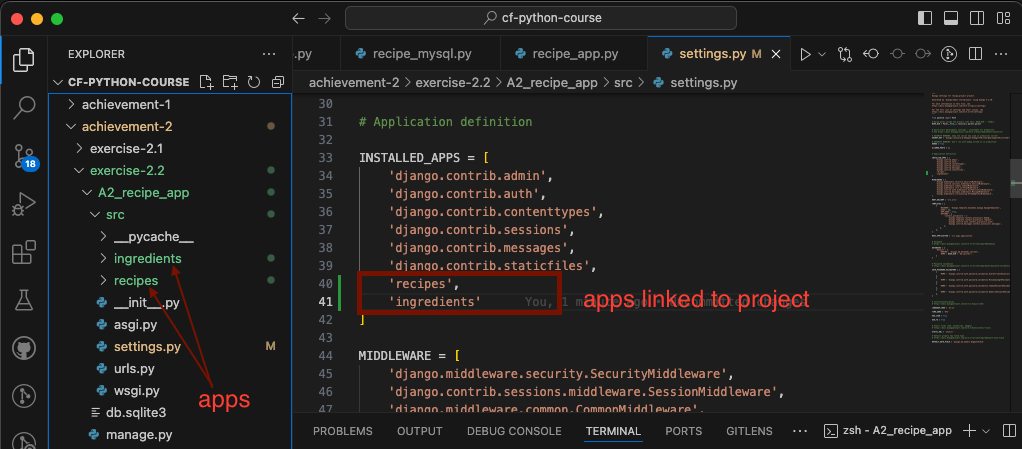 cf-python-course
EXPLORER
.py
recipe_mysql.py
recipe_app.py
settings.py M
CF-PYTHON-COURSE
achievement-2 > exercise-2.2 > A2_recipe_app > src > settings.py
achievement-1
achievement-2
exercise-2.1
exercise-2.2
A2_recipe_app
src
__pycache__
ingredients
recipes
__init__.py
asgi.py
settings.py M
urls.py
wsgi.py
db.sqlite3
manage.py
18
apps
30
31 # Application definition
32
33 INSTALLED_APPS = [
34 'django.contrib.admin',
35 'django.contrib.auth',
36 'django.contrib.contenttypes',
37 'django.contrib.sessions',
38 'django.contrib.messages',
39 'django.contrib.staticfiles',
40 'recipes',
41 'ingredients' You, 1
42 ]
apps linked to project
43
44 MIDDLEWARE = [
45 'django.middleware.security.SecurityMiddleware',
46 'django.contrib.sessions.middleware.SessionMiddleware',
47 'django.middleware.common.CommonMiddleware',
PROBLEMS OUTPUT DEBUG CONSOLE TERMINAL PORTS GITLENS
zsh - A2_recipe_app